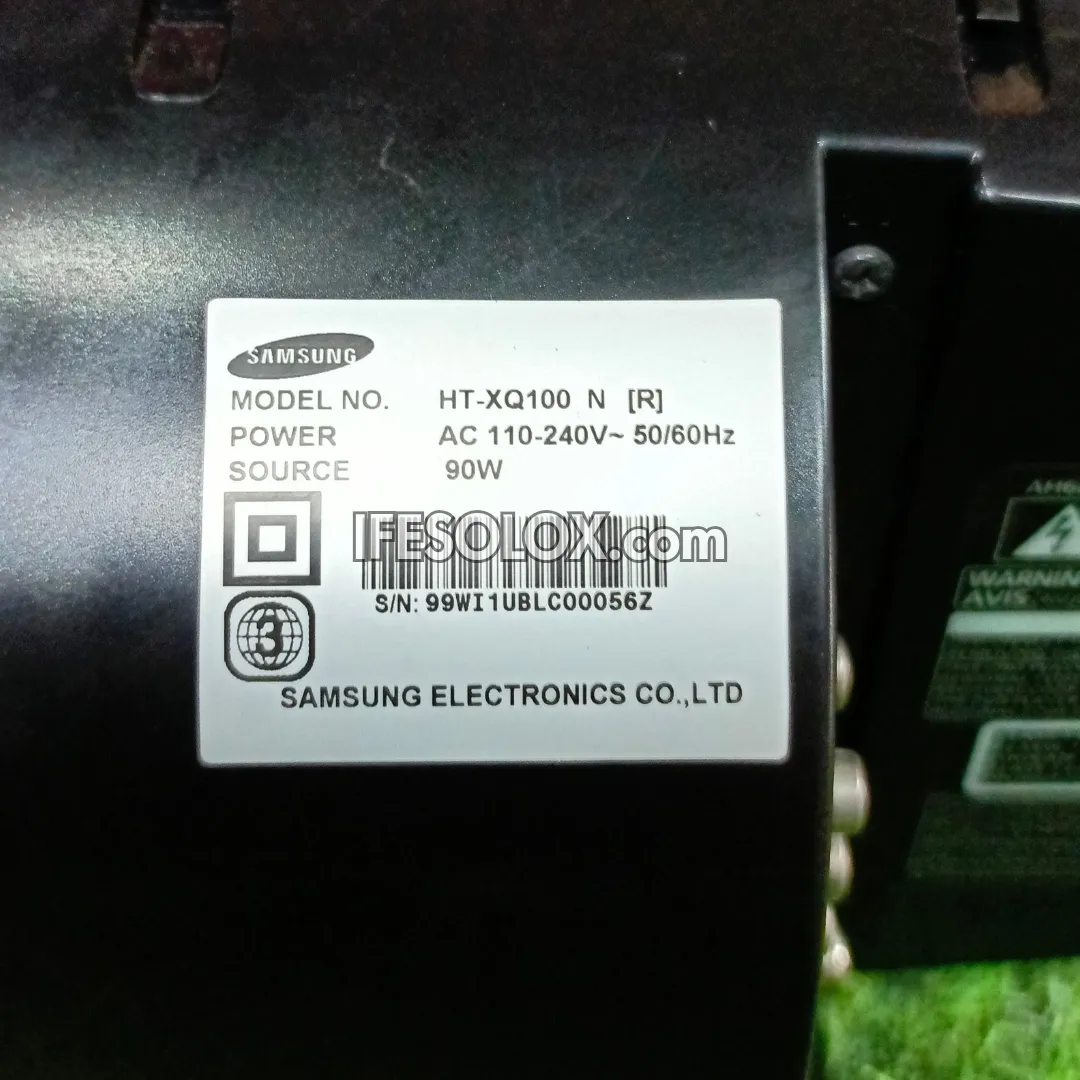 SAMSUNG
MODEL NO. HT-XQ100 N [R]
POWER AC 110-240V~ 50/60Hz
SOURCE 90W
IFESOLOX.com
S/N: 99WI1UBLC00056Z
3
SAMSUNG ELECTRONICS CO.,LTD
WARNIN
AVIS